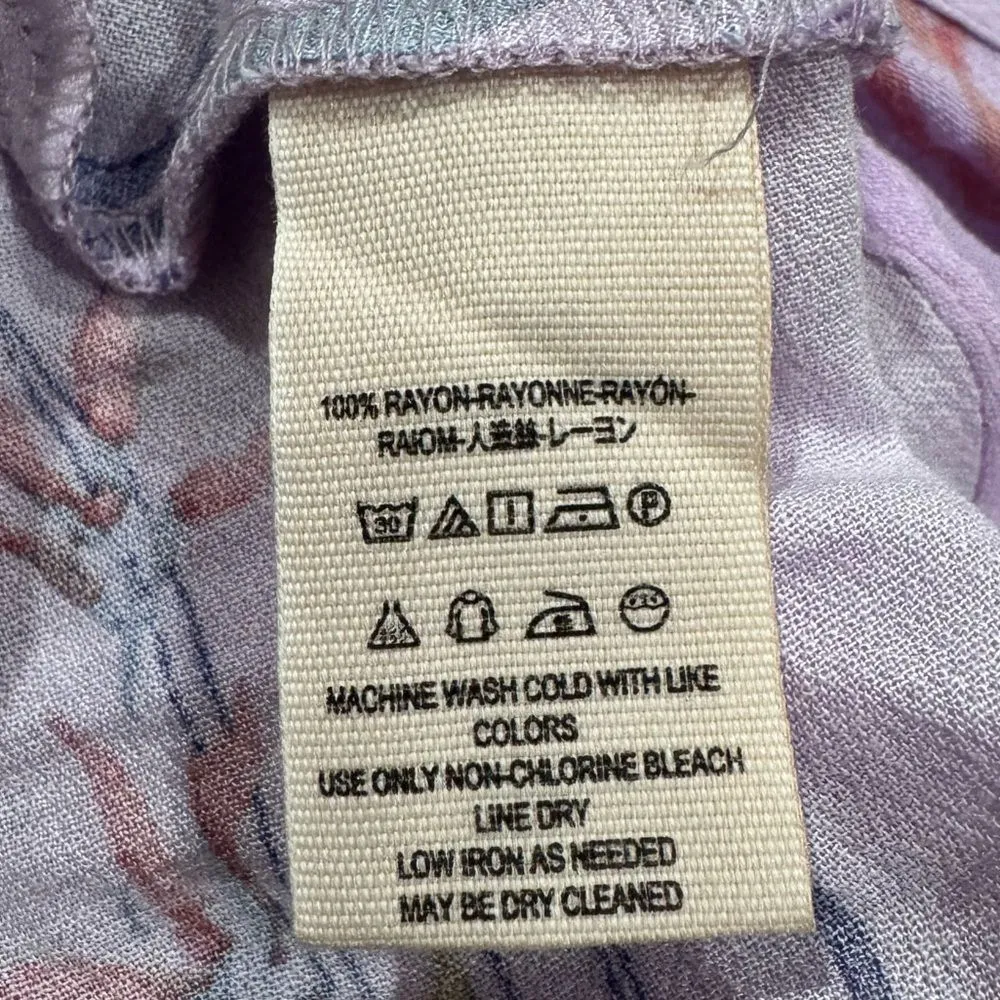 100% RAYON-RAYONNE-RAYÓN-
RAIOM-人造絲-レーヨン
30 P
MACHINE WASH COLD WITH LIKE
COLORS
USE ONLY NON-CHLORINE BLEACH
LINE DRY
LOW IRON AS NEEDED
MAY BE DRY CLEANED